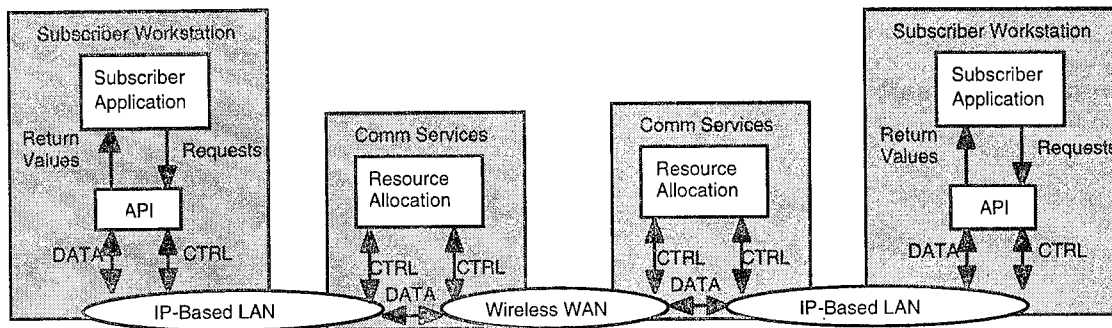 Subscriber Workstation
Subscriber
Application
Return
Values
Requests
API
DATA
CTRL
Comm Services
Resource
Allocation
CTRL
CTRL
DATA
Comm Services
Resource
Allocation
CTRL
CTRL
DATA
Subscriber Workstation
Subscriber
Application
Return
Values
Requests
API
DATA
CTRL
IP-Based LAN
Wireless WAN
IP-Based LAN